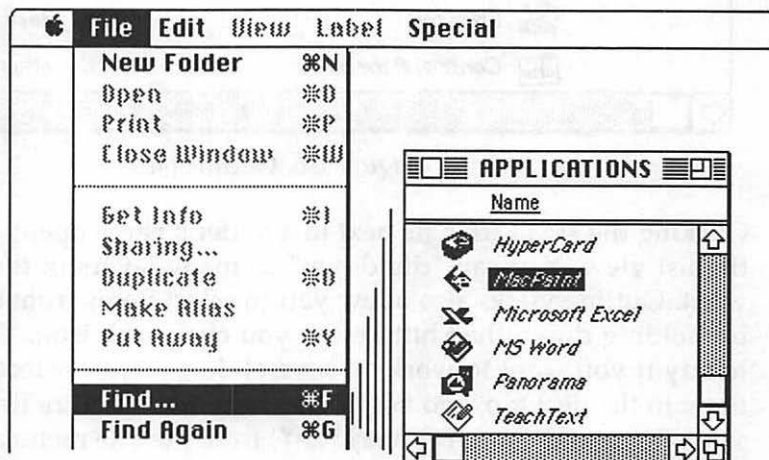 File Edit View Label Special
New Folder ⌘N
Open ⌘O
Print ⌘P
Close Window ⌘W
Get Info ⌘I
Sharing...
Duplicate ⌘D
Make Alias
Put Away ⌘Y
Find... ⌘F
Find Again ⌘G
APPLICATIONS
Name
HyperCard
MacPaint
Microsoft Excel
MS Word
Panorama
TeachText